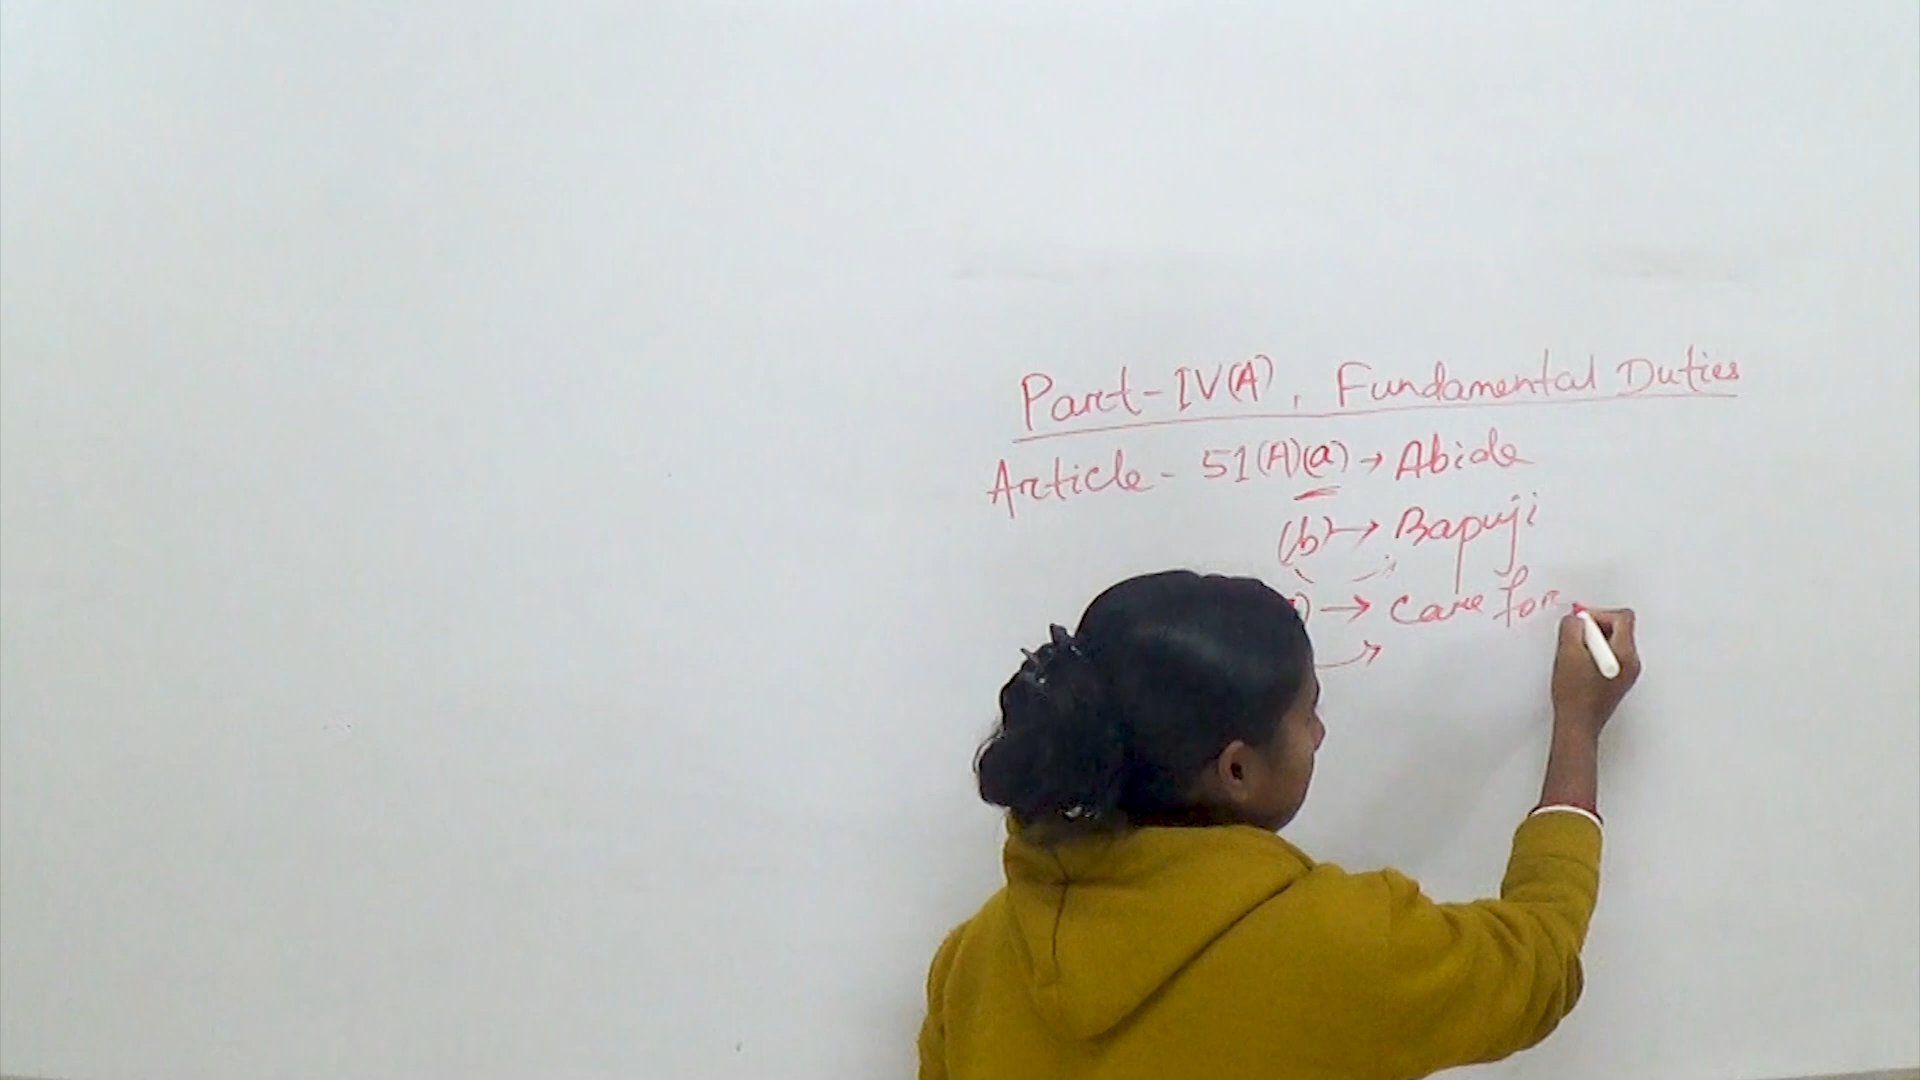 Part-IV(A), Fundamental Duties
Article - 51(A)(a) → Abide
(b) → Bapuji
) → Care for